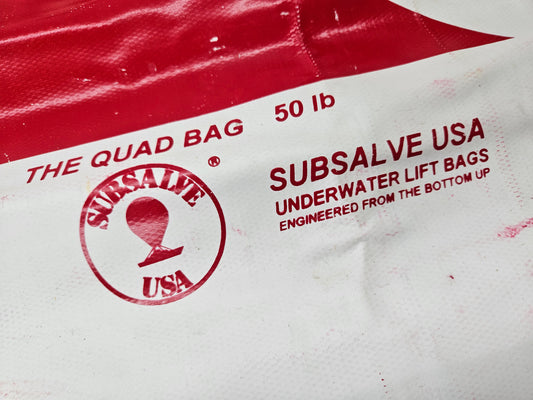 THE QUAD BAG 50 lb
SUBSALVE ®
USA
SUBSALVE USA
UNDERWATER LIFT BAGS
ENGINEERED FROM THE BOTTOM UP